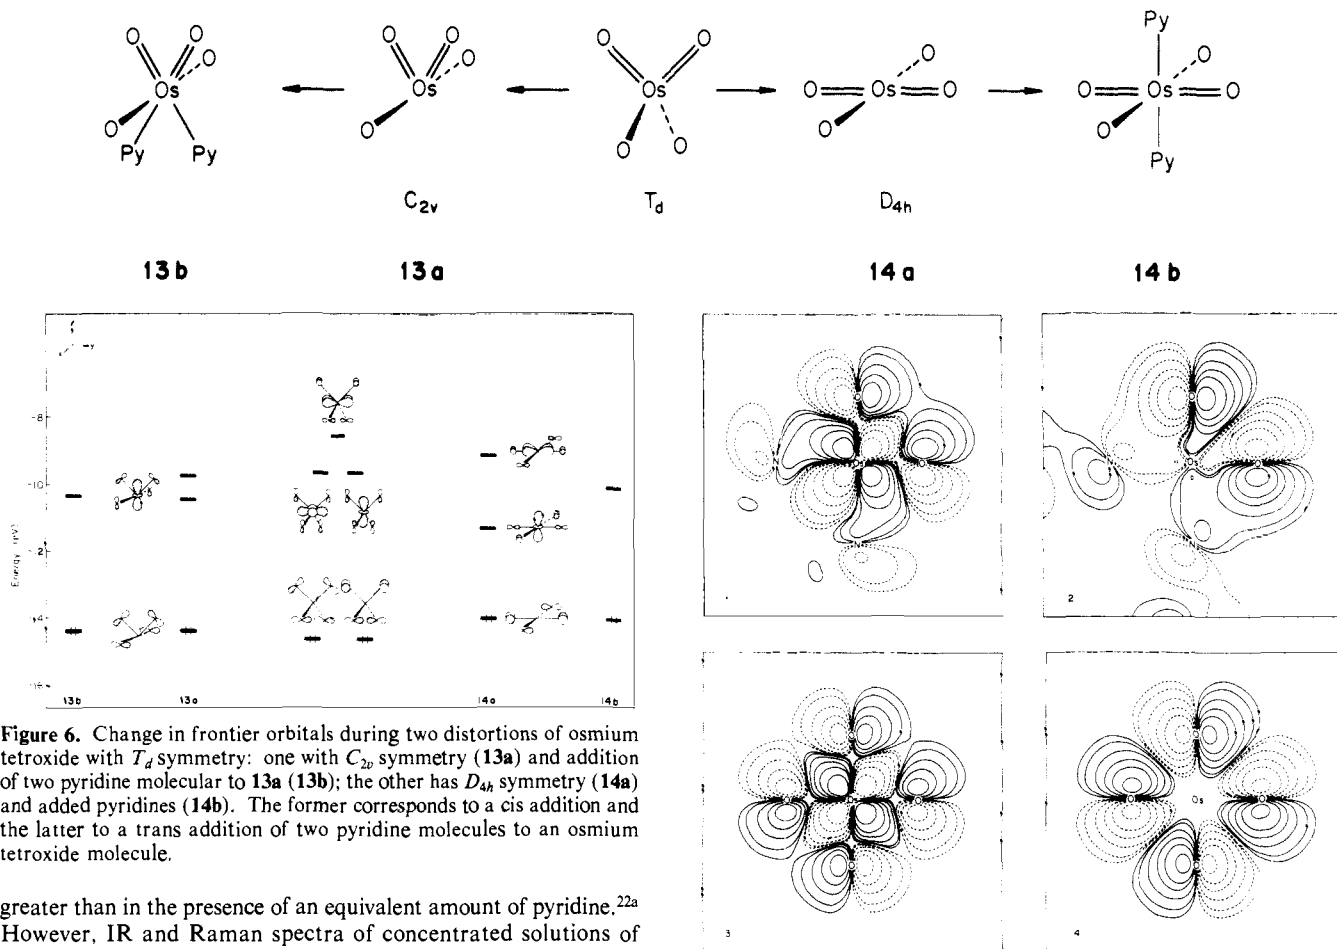 O O O
Os
O
Py Py
O O O
Os
O
O O
Os
O O
O
O Os O
O
Py
O
O Os O
O
Py
C2v Td D4h
13b 13a 14a 14b
-8
-10
13b 13a 14a 14b
1 2
N
O
Os
3 4
Figure 6. Change in frontier orbitals during two distortions of osmium
tetroxide with Td symmetry: one with C2v symmetry (13a) and addition
of two pyridine molecular to 13a (13b); the other has D4h symmetry (14a)
and added pyridines (14b). The former corresponds to a cis addition and
the latter to a trans addition of two pyridine molecules to an osmium
tetroxide molecule.
greater than in the presence of an equivalent amount of pyridine.22a
However, IR and Raman spectra of concentrated solutions of